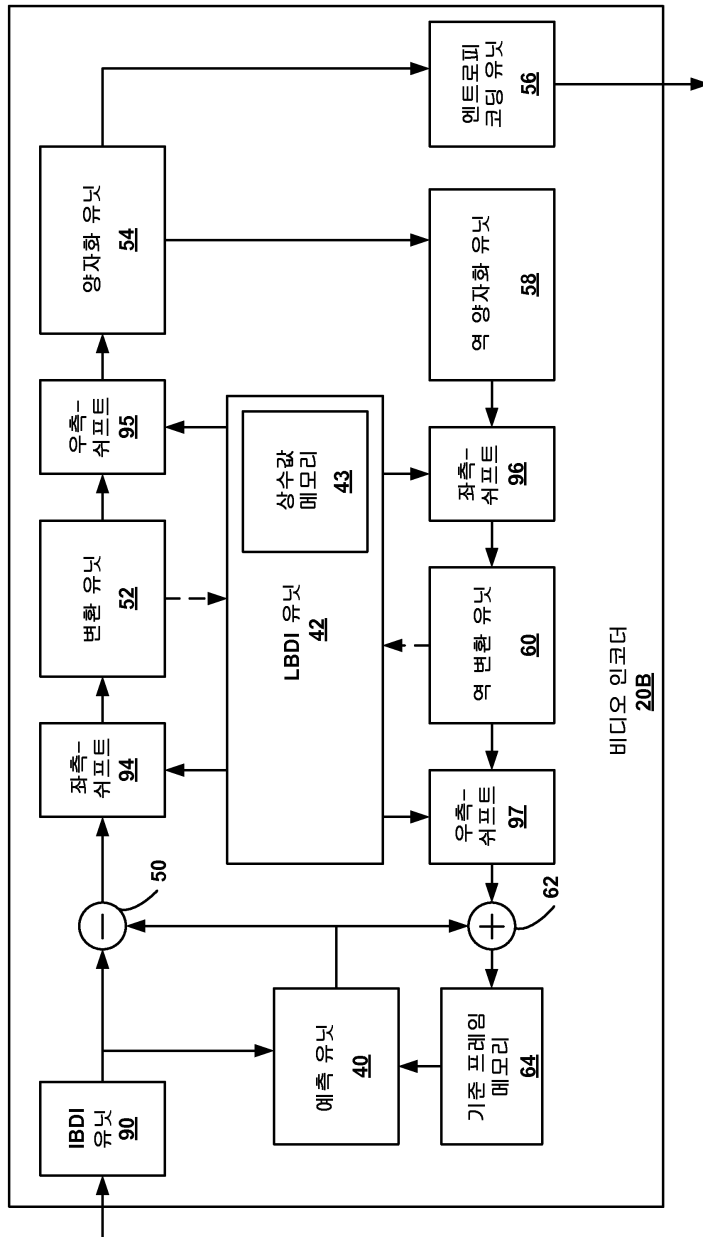 IBDI
유닛
90
50
좌측-
쉬프트
94
변환 유닛
52
우측-
쉬프트
95
양자화 유닛
54
예측 유닛
40
LBDI 유닛
42
상수값
메모리
43
엔트로피
코딩 유닛
56
기준 프레임
메모리
64
62
우측-
쉬프트
97
역 변환 유닛
60
좌측-
쉬프트
96
역 양자화 유닛
58
비디오 인코더
20B